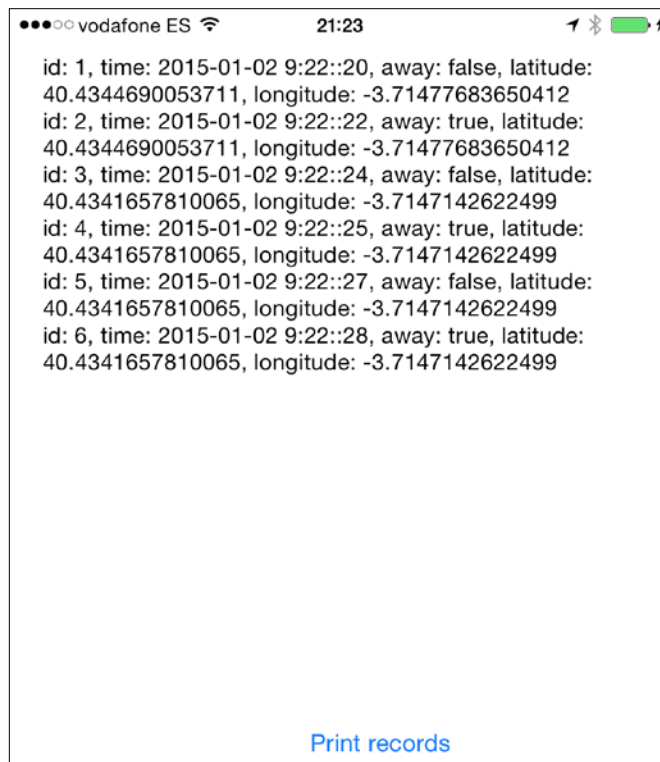 vodafone ES 21:23
id: 1, time: 2015-01-02 9:22::20, away: false, latitude:
40.4344690053711, longitude: -3.71477683650412
id: 2, time: 2015-01-02 9:22::22, away: true, latitude:
40.4344690053711, longitude: -3.71477683650412
id: 3, time: 2015-01-02 9:22::24, away: false, latitude:
40.4341657810065, longitude: -3.7147142622499
id: 4, time: 2015-01-02 9:22::25, away: true, latitude:
40.4341657810065, longitude: -3.7147142622499
id: 5, time: 2015-01-02 9:22::27, away: false, latitude:
40.4341657810065, longitude: -3.7147142622499
id: 6, time: 2015-01-02 9:22::28, away: true, latitude:
40.4341657810065, longitude: -3.7147142622499
Print records